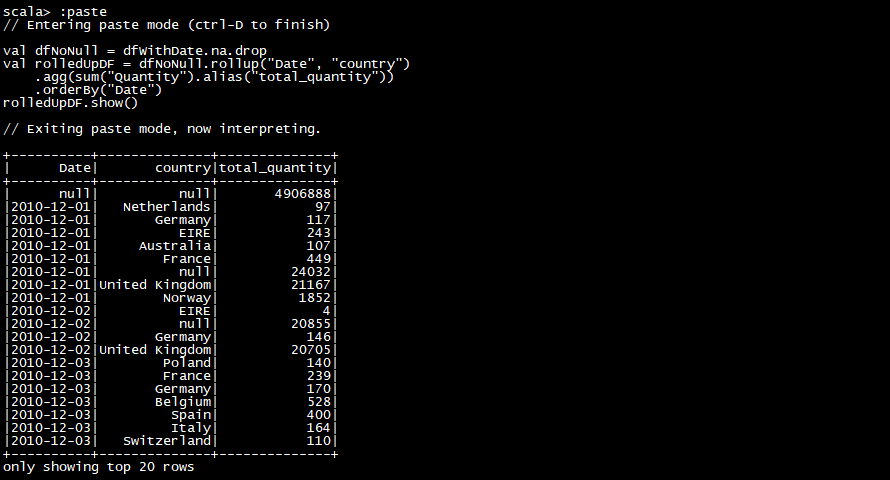 scala> :paste
// Entering paste mode (ctrl-D to finish)
val dfNoNull = dfWithDate.na.drop
val rolledUpDF = dfNoNull.rollup("Date", "country")
    .agg(sum("Quantity").alias("total_quantity"))
    .orderBy("Date")
rolledUpDF.show()
// Exiting paste mode, now interpreting.
+----------+--------------+--------------+
|      Date|       country|total_quantity|
+----------+--------------+--------------+
|      null|          null|       4906888|
|2010-12-01|   Netherlands|            97|
|2010-12-01|       Germany|           117|
|2010-12-01|          EIRE|           243|
|2010-12-01|     Australia|           107|
|2010-12-01|        France|           449|
|2010-12-01|          null|         24032|
|2010-12-01|United Kingdom|         21167|
|2010-12-01|        Norway|          1852|
|2010-12-02|          EIRE|             4|
|2010-12-02|          null|         20855|
|2010-12-02|       Germany|           146|
|2010-12-02|United Kingdom|         20705|
|2010-12-03|        Poland|           140|
|2010-12-03|        France|           239|
|2010-12-03|       Germany|           170|
|2010-12-03|       Belgium|           528|
|2010-12-03|         Spain|           400|
|2010-12-03|         Italy|           164|
|2010-12-03|   Switzerland|           110|
+----------+--------------+--------------+
only showing top 20 rows